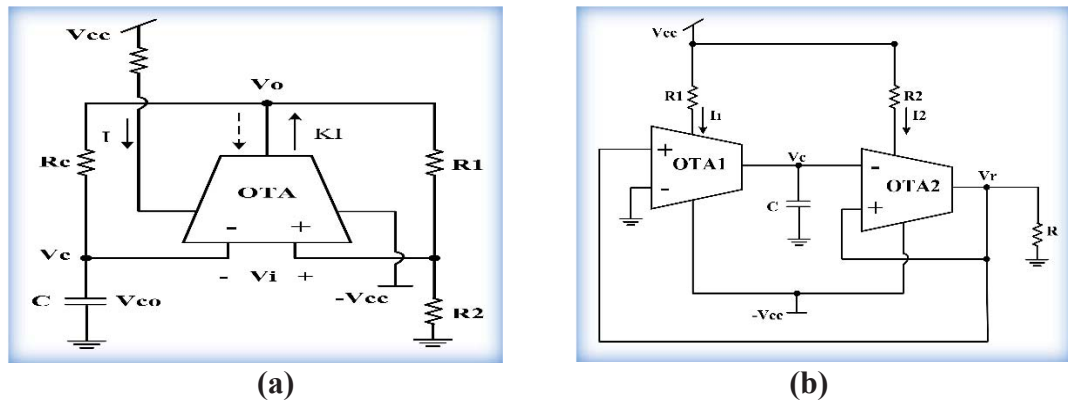 Vcc
Vo
I
KI
Rc
R1
OTA
- +
Vc
- Vi +
-Vcc
C Vco
R2
(a)
Vcc
R1
R2
I1
I2
+
OTA1
-
Vc
-
OTA2
+
Vr
C
R
-Vcc
(b)